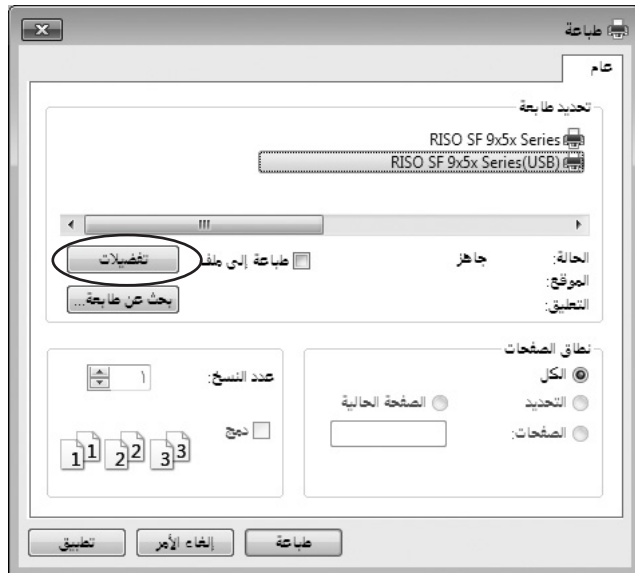 طباعة
عام
تحديد طابعة
RISO SF 9x5x Series
RISO SF 9x5x Series(USB)
الحالة: جاهز
طباعة إلى ملف
تفضيلات
الموقع:
التعليق:
بحث عن طابعة...
نطاق الصفحات
الكل
التحديد
الصفحة الحالية
الصفحات:
عدد النسخ: ١
دمج
1 1 2 2 3 3
طباعة
إلغاء الأمر
تطبيق